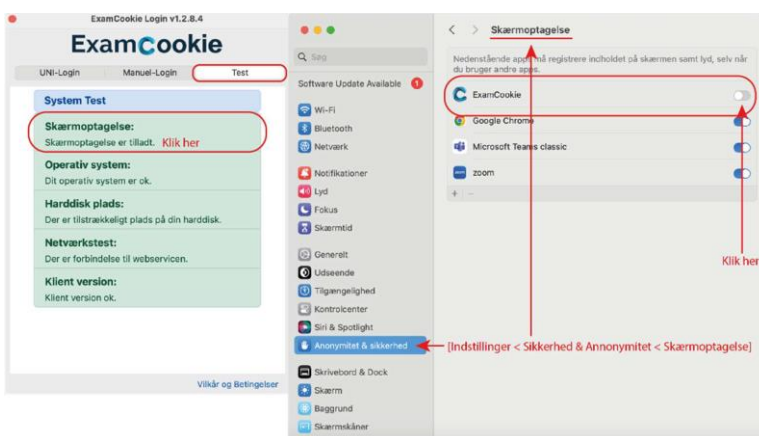 ExamCookie Login v1.2.8.4
ExamCookie
UNI-Login Manuel-Login Test
System Test
Skærmoptagelse:
Skærmoptagelse er tilladt. Klik her
Operativ system:
Dit operativ system er ok.
Harddisk plads:
Der er tilstrækkeligt plads på din harddisk.
Netværkstest:
Der er forbindelse til webservicen.
Klient version:
Klient version ok.
Vilkår og Betingelser
Søg
Software Update Available 1
Wi-Fi
Bluetooth
Netværk
Notifikationer
Lyd
Fokus
Skærmtid
Generelt
Udseende
Tilgængelighed
Kontrolcenter
Siri & Spotlight
Anonymitet & sikkerhed
Skrivebord & Dock
Skærm
Baggrund
Skærmskåner
Skærmoptagelse
Nedenstående apps må registrere indholdet på skærmen samt lyd, selv når
du bruger andre apps.
ExamCookie
Google Chrome
Microsoft Teams classic
zoom
+ −
Klik her
[Indstillinger < Sikkerhed & Annonymitet < Skærmoptagelse]